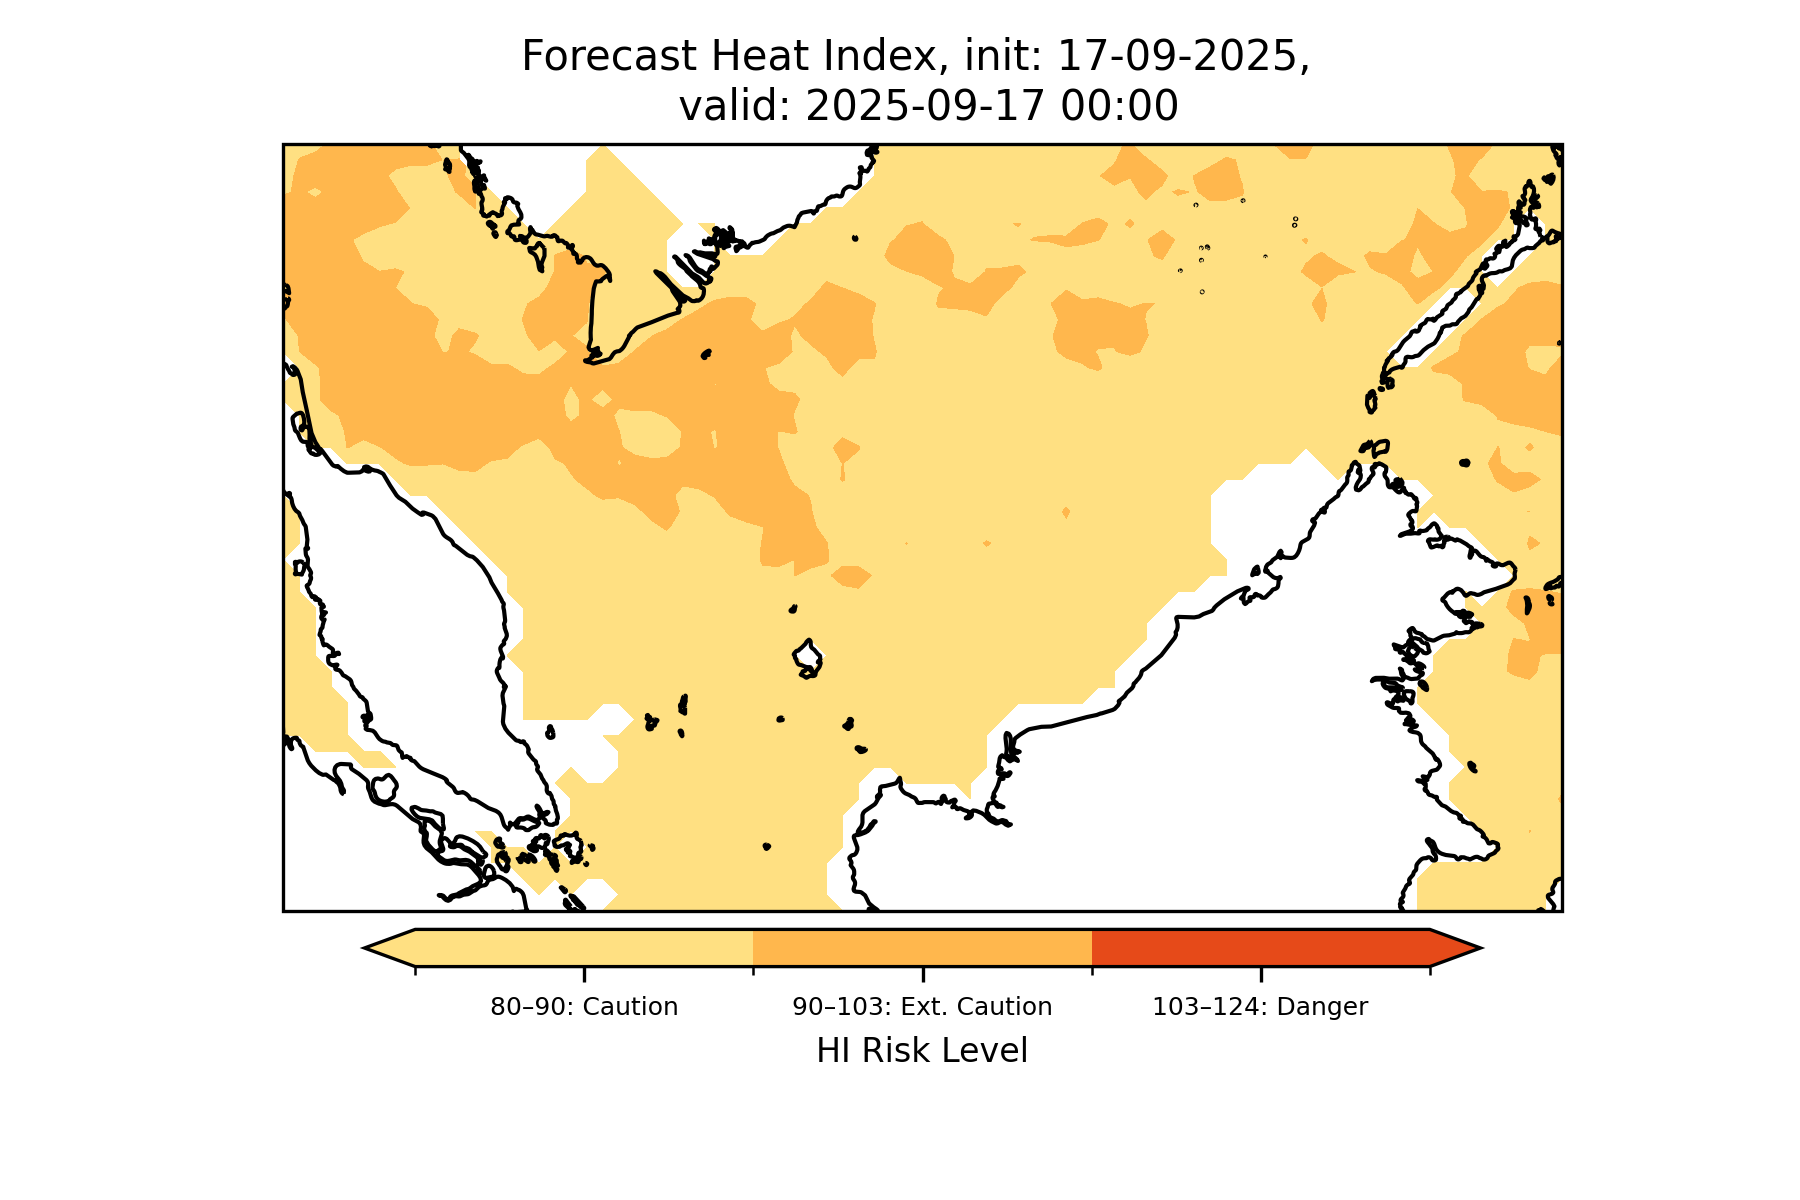 Forecast Heat Index, init: 17-09-2025,
valid: 2025-09-17 00:00
80–90: Caution
90–103: Ext. Caution
103–124: Danger
HI Risk Level